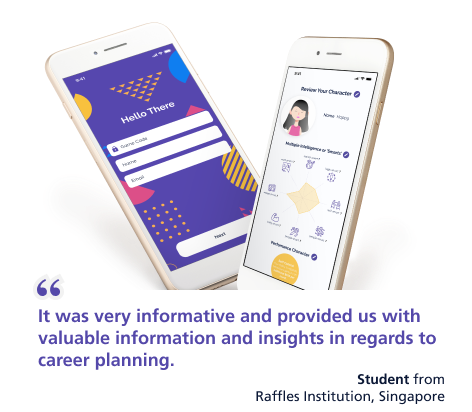 9:41
Hello There
Game Code
Name
Email
9:41
Review Your Character
Name:
Multiple Intelligence or "Smarts"
Performance Character
“
It was very informative and provided us with
valuable information and insights in regards to
career planning.
Student from
Raffles Institution, Singapore